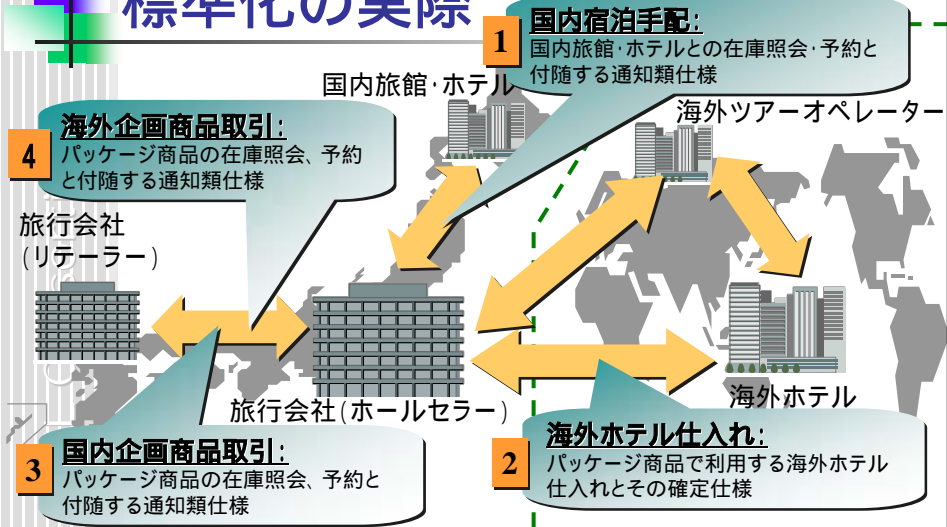 標準化の実際
1
国内宿泊手配:
国内旅館・ホテルとの在庫照会・予約と
付随する通知類仕様
国内旅館・ホテル
海外ツアーオペレーター
4
海外企画商品取引:
パッケージ商品の在庫照会、予約
と付随する通知類仕様
旅行会社
(リテーラー)
旅行会社(ホールセラー)
海外ホテル
3
国内企画商品取引:
パッケージ商品の在庫照会、予約と
付随する通知類仕様
2
海外ホテル仕入れ:
パッケージ商品で利用する海外ホテル
仕入れとその確定仕様